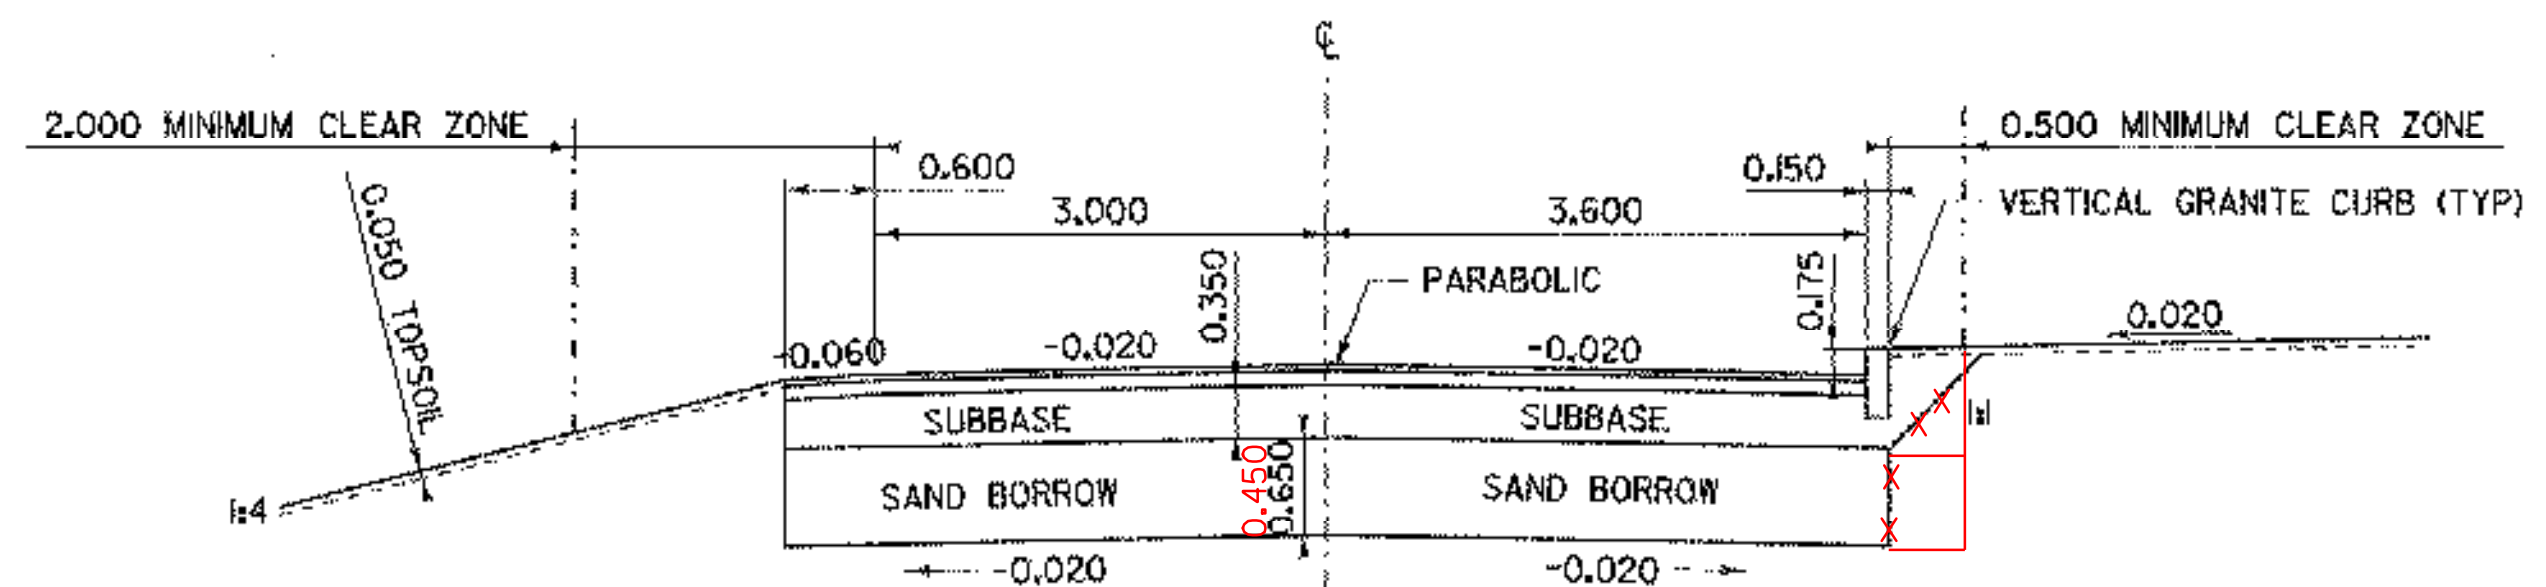 ℄
2.000 MINIMUM CLEAR ZONE
0.500 MINIMUM CLEAR ZONE
0.600
0.150
3.000
3.600
VERTICAL GRANITE CURB (TYP)
0.050 TOPSOIL
0.350
PARABOLIC
0.175
-0.060
-0.020
-0.020
0.020
SUBBASE
SUBBASE
1:1
0.450
0.650
SAND BORROW
SAND BORROW
1:4
-0.020
-0.020